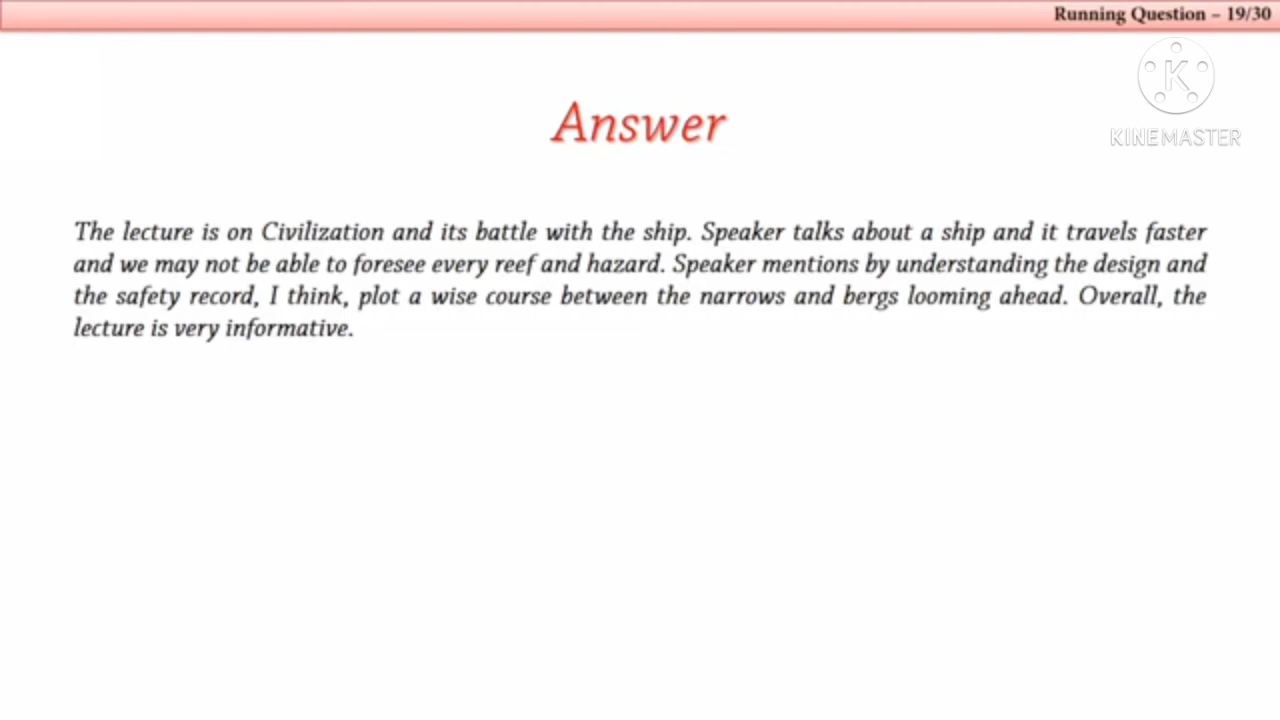 Running Question – 19/30
K
KINEMASTER
Answer
The lecture is on Civilization and its battle with the ship. Speaker talks about a ship and it travels faster
and we may not be able to foresee every reef and hazard. Speaker mentions by understanding the design and
the safety record, I think, plot a wise course between the narrows and bergs looming ahead. Overall, the
lecture is very informative.